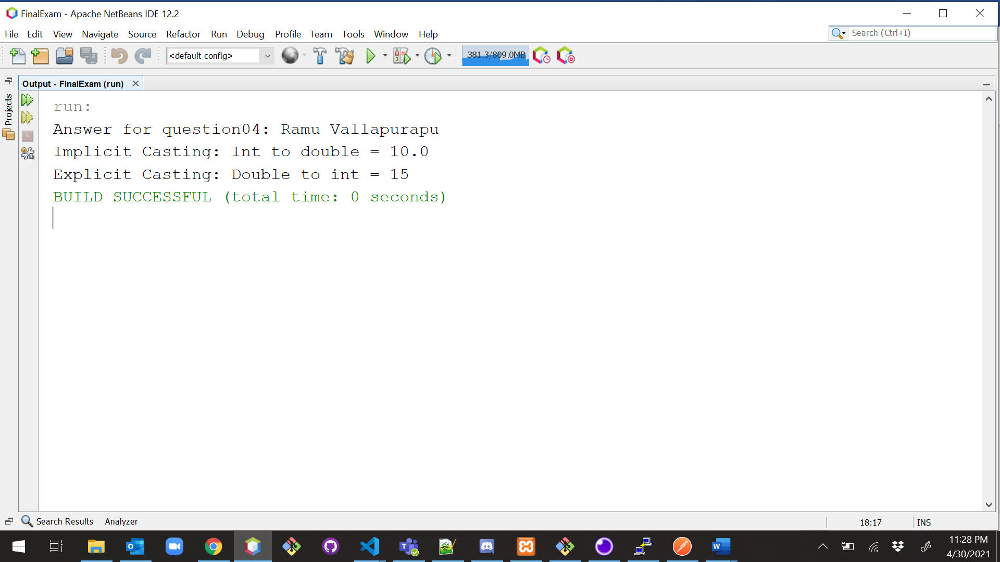 FinalExam - Apache NetBeans IDE 12.2
File Edit View Navigate Source Refactor Run Debug Profile Team Tools Window Help
Search (Ctrl+I)
<default config>
381.3/809.0MB
Output - FinalExam (run)
Projects
run:
Answer for question04: Ramu Vallapurapu
Implicit Casting: Int to double = 10.0
Explicit Casting: Double to int = 15
BUILD SUCCESSFUL (total time: 0 seconds)
Search Results Analyzer
18:17 INS
11:28 PM
4/30/2021